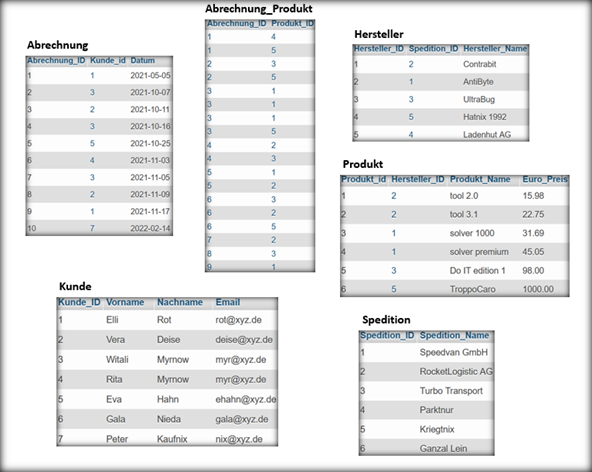 Abrechnung
Abrechnung_ID Kunde_id Datum
1 1 2021-05-05
2 3 2021-10-07
3 2 2021-10-11
4 3 2021-10-16
5 5 2021-10-25
6 4 2021-11-03
7 3 2021-11-05
8 2 2021-11-09
9 1 2021-11-17
10 7 2022-02-14
Abrechnung_Produkt
Abrechnung_ID Produkt_ID
1 4
1 5
2 3
2 5
3 1
3 1
3 5
4 2
4 3
5 1
5 2
6 3
6 2
6 5
7 2
8 3
9 1
Hersteller
Hersteller_ID Spedition_ID Hersteller_Name
1 2 Contrabit
2 1 AntiByte
3 3 UltraBug
4 5 Hatnix 1992
5 4 Ladenhut AG
Produkt
Produkt_id Hersteller_ID Produkt_Name Euro_Preis
1 2 tool 2.0 15.98
2 2 tool 3.1 22.75
3 1 solver 1000 31.69
4 1 solver premium 45.05
5 3 Do IT edition 1 98.00
6 5 TroppoCaro 1000.00
Kunde
Kunde_ID Vorname Nachname Email
1 Elli Rot rot@xyz.de
2 Vera Deise deise@xyz.de
3 Witali Myrnow myr@xyz.de
4 Rita Myrnow myr@xyz.de
5 Eva Hahn ehahn@xyz.de
6 Gala Nieda gala@xyz.de
7 Peter Kaufnix nix@xyz.de
Spedition
Spedition_ID Spedition_Name
1 Speedvan GmbH
2 RocketLogistic AG
3 Turbo Transport
4 Parktnur
5 Kriegtnix
6 Ganzal Lein